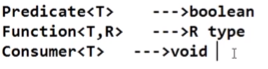 Predicate<T>    --->boolean
Function<T,R>   --->R type
Consumer<T>   --->void